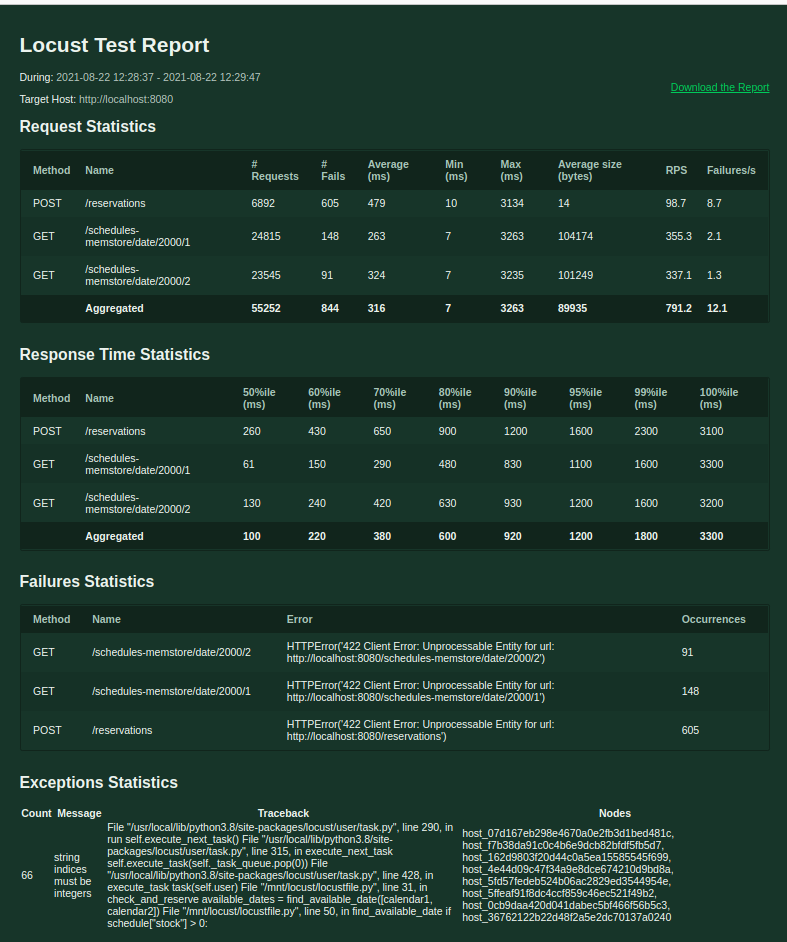 Locust Test Report
During: 2021-08-22 12:28:37 - 2021-08-22 12:29:47
Download the Report
Target Host: http://localhost:8080
Request Statistics
Method Name # Requests # Fails Average (ms) Min (ms) Max (ms) Average size (bytes) RPS Failures/s
POST /reservations 6892 605 479 10 3134 14 98.7 8.7
GET /schedules-memstore/date/2000/1 24815 148 263 7 3263 104174 355.3 2.1
GET /schedules-memstore/date/2000/2 23545 91 324 7 3235 101249 337.1 1.3
Aggregated 55252 844 316 7 3263 89935 791.2 12.1
Response Time Statistics
Method Name 50%ile (ms) 60%ile (ms) 70%ile (ms) 80%ile (ms) 90%ile (ms) 95%ile (ms) 99%ile (ms) 100%ile (ms)
POST /reservations 260 430 650 900 1200 1600 2300 3100
GET /schedules-memstore/date/2000/1 61 150 290 480 830 1100 1600 3300
GET /schedules-memstore/date/2000/2 130 240 420 630 930 1200 1600 3200
Aggregated 100 220 380 600 920 1200 1800 3300
Failures Statistics
Method Name Error Occurrences
GET /schedules-memstore/date/2000/2 HTTPError('422 Client Error: Unprocessable Entity for url: http://localhost:8080/schedules-memstore/date/2000/2') 91
GET /schedules-memstore/date/2000/1 HTTPError('422 Client Error: Unprocessable Entity for url: http://localhost:8080/schedules-memstore/date/2000/1') 148
POST /reservations HTTPError('422 Client Error: Unprocessable Entity for url: http://localhost:8080/reservations') 605
Exceptions Statistics
Count Message Traceback Nodes
66
string
indices
must be
integers
File "/usr/local/lib/python3.8/site-packages/locust/user/task.py", line 290, in
run self.execute_next_task() File "/usr/local/lib/python3.8/site-
packages/locust/user/task.py", line 315, in execute_next_task
self.execute_task(self._task_queue.pop(0)) File
"/usr/local/lib/python3.8/site-packages/locust/user/task.py", line 428, in
execute_task task(self.user) File "/mnt/locust/locustfile.py", line 31, in
check_and_reserve available_dates = find_available_date([calendar1,
calendar2]) File "/mnt/locust/locustfile.py", line 50, in find_available_date if
schedule["stock"] > 0:
host_07d167eb298e4670a0e2fb3d1bed481c,
host_f7b38da91c0c4b6e9dcb82bfdf5fb5d7,
host_162d9803f20d44c0a5ea15585545f699,
host_4e44d09c47f34a9e8dce674210d9bd8a,
host_5fd57fedeb524b06ac2829ed3544954e,
host_5ffeaf91f8dc4ccf859c46ec521f49b2,
host_0cb9daa420d041dabec5bf466f56b5c3,
host_36762122b22d48f2a5e2dc70137a0240